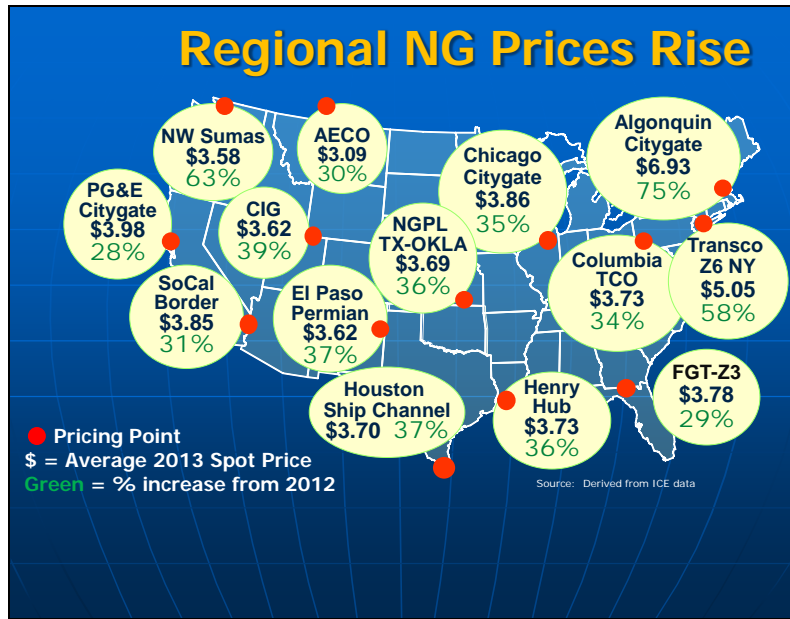 Regional NG Prices Rise
NW Sumas
$3.58
63%
AECO
$3.09
30%
Algonquin
Citygate
$6.93
75%
Chicago
Citygate
$3.86
35%
PG&E
Citygate
$3.98
28%
CIG
$3.62
39%
NGPL
TX-OKLA
$3.69
36%
Columbia
TCO
$3.73
34%
Transco
Z6 NY
$5.05
58%
SoCal
Border
$3.85
31%
El Paso
Permian
$3.62
37%
Houston
Ship Channel
$3.70 37%
Henry
Hub
$3.73
36%
FGT-Z3
$3.78
29%
Pricing Point
$ = Average 2013 Spot Price
Green = % increase from 2012
Source: Derived from ICE data